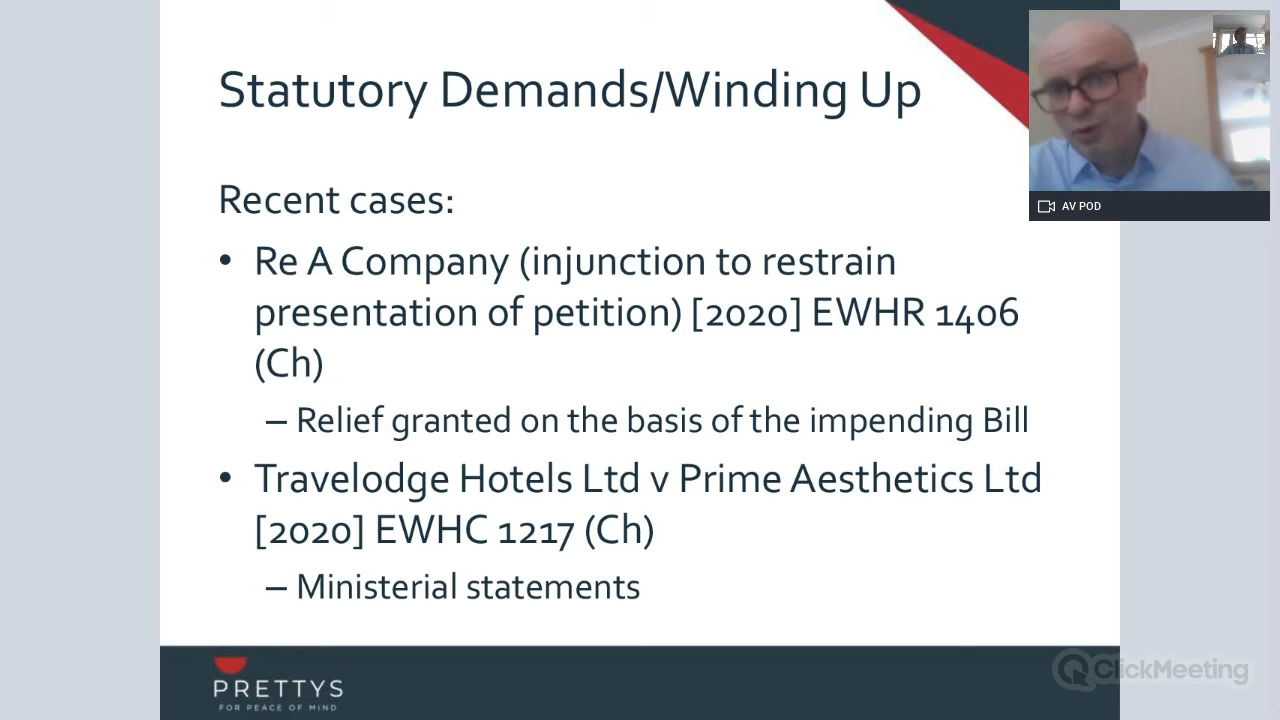 Statutory Demands/Winding Up
Recent cases:
• Re A Company (injunction to restrain
presentation of petition) [2020] EWHR 1406
(Ch)
– Relief granted on the basis of the impending Bill
• Travelodge Hotels Ltd v Prime Aesthetics Ltd
[2020] EWHC 1217 (Ch)
– Ministerial statements
AV POD
PRETTYS
FOR PEACE OF MIND
ClickMeeting